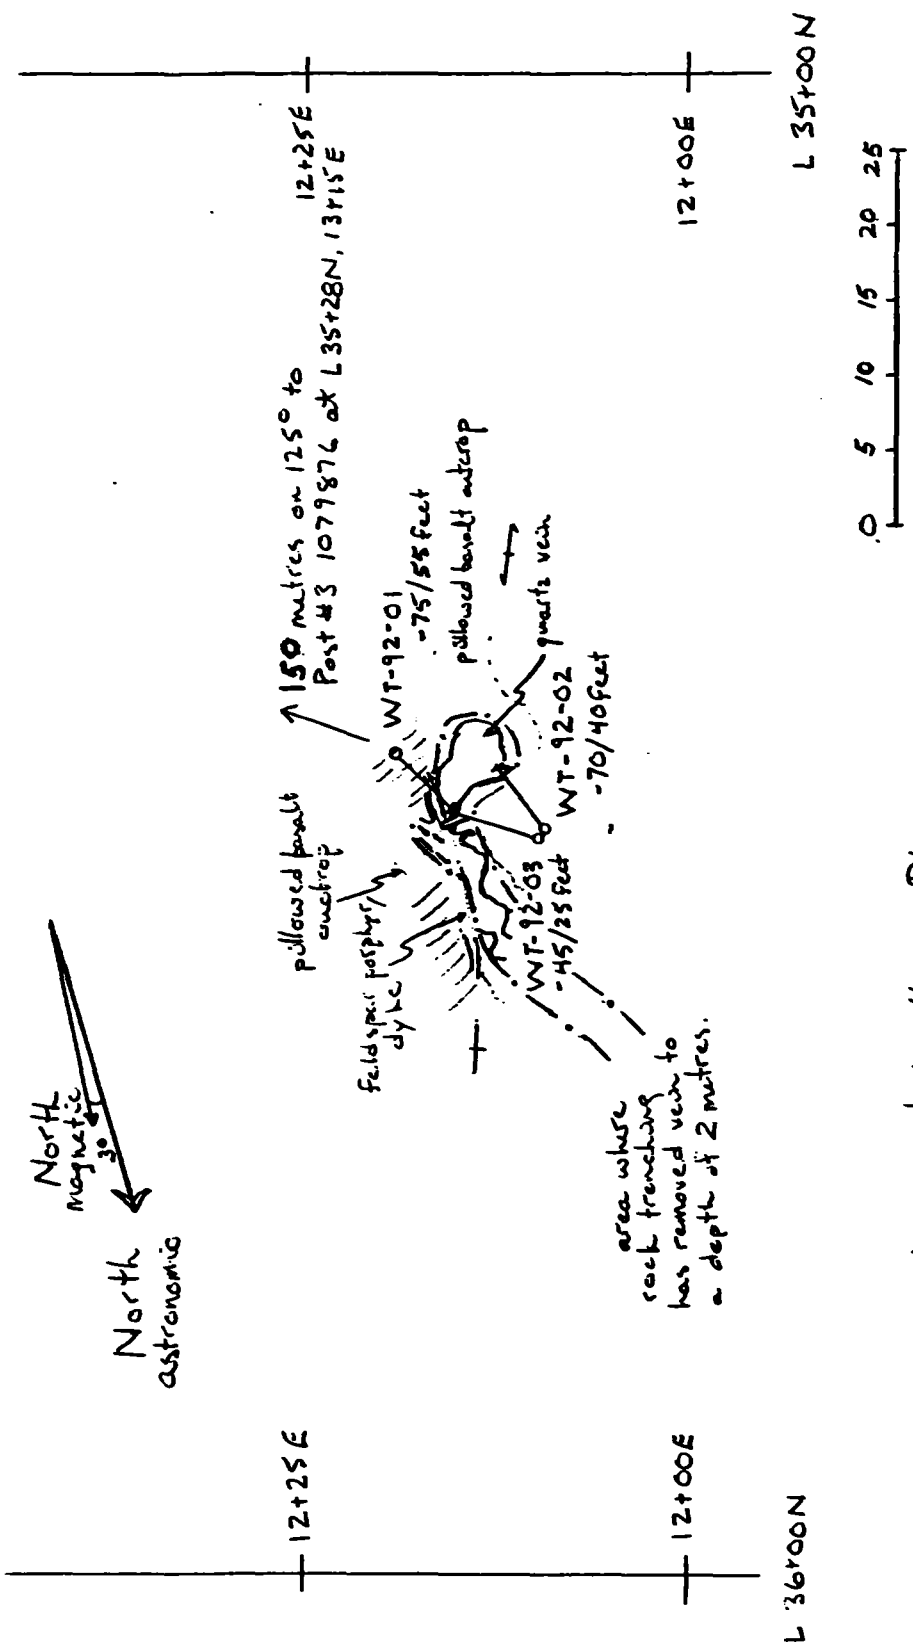 North
magnetic
3°
North
astronomic
L 36+00N
12+25E
12+00E
L 35+00N
12+25E
12+00E
150 metres on 125° to
Post #3 1079876 at L35+28N, 13+15E
WT-92-01
-75/55 feet
pillowed basalt outcrop
quartz vein
pillowed basalt
outcrop
feldspar porphyry
dyke
WT-92-02
-70/40 feet
WT-92-03
-45/25 feet
area where
rock trenching
has removed vein to
a depth of 2 metres.
0 5 10 15 20 25